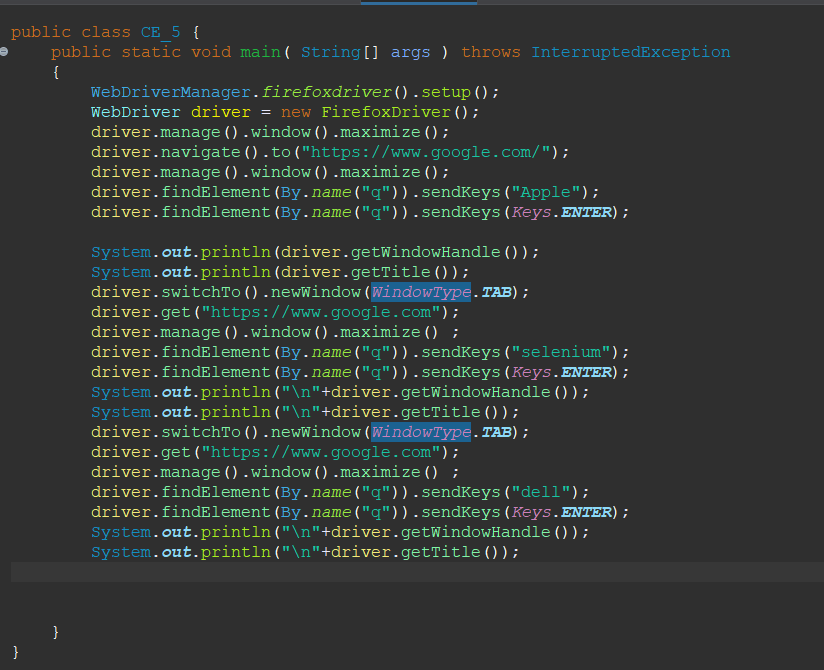 public class CE_5 {
    public static void main( String[] args ) throws InterruptedException
    {
        WebDriverManager.firefoxdriver().setup();
        WebDriver driver = new FirefoxDriver();
        driver.manage().window().maximize();
        driver.navigate().to("https://www.google.com/");
        driver.manage().window().maximize();
        driver.findElement(By.name("q")).sendKeys("Apple");
        driver.findElement(By.name("q")).sendKeys(Keys.ENTER);

        System.out.println(driver.getWindowHandle());
        System.out.println(driver.getTitle());
        driver.switchTo().newWindow(WindowType.TAB);
        driver.get("https://www.google.com");
        driver.manage().window().maximize() ;
        driver.findElement(By.name("q")).sendKeys("selenium");
        driver.findElement(By.name("q")).sendKeys(Keys.ENTER);
        System.out.println("\n"+driver.getWindowHandle());
        System.out.println("\n"+driver.getTitle());
        driver.switchTo().newWindow(WindowType.TAB);
        driver.get("https://www.google.com");
        driver.manage().window().maximize() ;
        driver.findElement(By.name("q")).sendKeys("dell");
        driver.findElement(By.name("q")).sendKeys(Keys.ENTER);
        System.out.println("\n"+driver.getWindowHandle());
        System.out.println("\n"+driver.getTitle());

    }
}